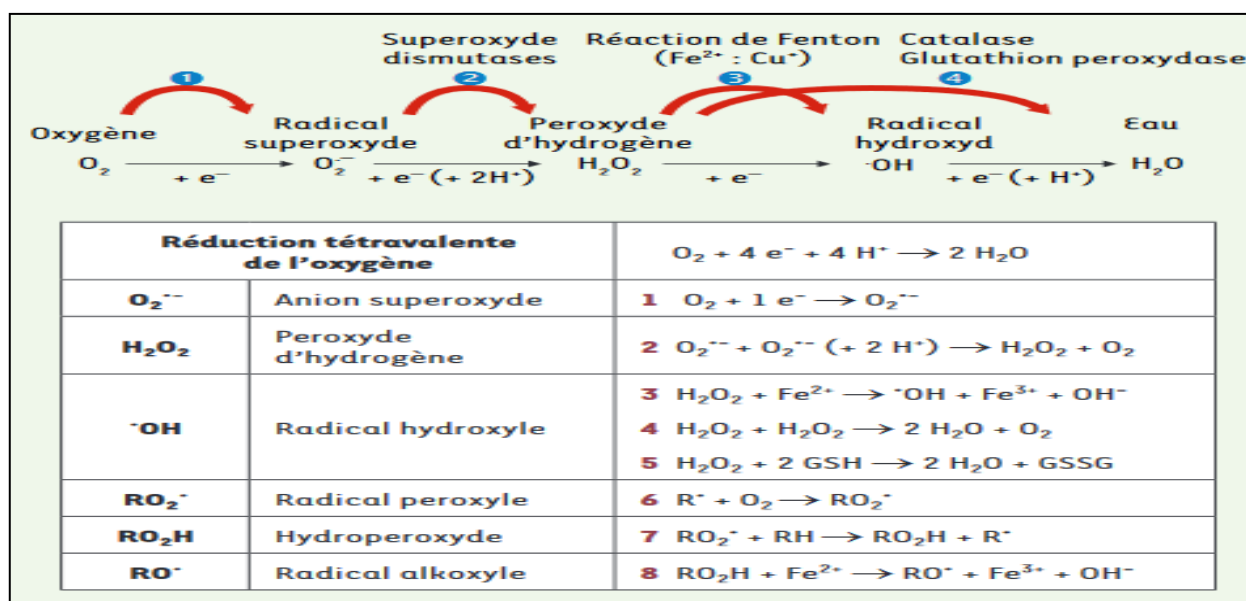 Superoxyde Réaction de Fenton Catalase
dismutases (Fe²⁺ : Cu⁺) Glutathion peroxydase
1 2 3 4
Oxygène Radical superoxyde Peroxyde d'hydrogène Radical hydroxyd Eau
O₂ + e⁻ O₂·⁻ + e⁻ (+ 2H⁺) H₂O₂ + e⁻ ·OH + e⁻ (+ H⁺) H₂O
Réduction tétravalente
de l'oxygène
O₂ + 4 e⁻ + 4 H⁺ → 2 H₂O
O₂·⁻ Anion superoxyde 1 O₂ + 1 e⁻ → O₂·⁻
H₂O₂ Peroxyde
d'hydrogène
2 O₂·⁻ + O₂·⁻ (+ 2 H⁺) → H₂O₂ + O₂
·OH Radical hydroxyle
3 H₂O₂ + Fe²⁺ → ·OH + Fe³⁺ + OH⁻
4 H₂O₂ + H₂O₂ → 2 H₂O + O₂
5 H₂O₂ + 2 GSH → 2 H₂O + GSSG
RO₂· Radical peroxyle 6 R· + O₂ → RO₂·
RO₂H Hydroperoxyde 7 RO₂· + RH → RO₂H + R·
RO· Radical alkoxyle 8 RO₂H + Fe²⁺ → RO· + Fe³⁺ + OH⁻